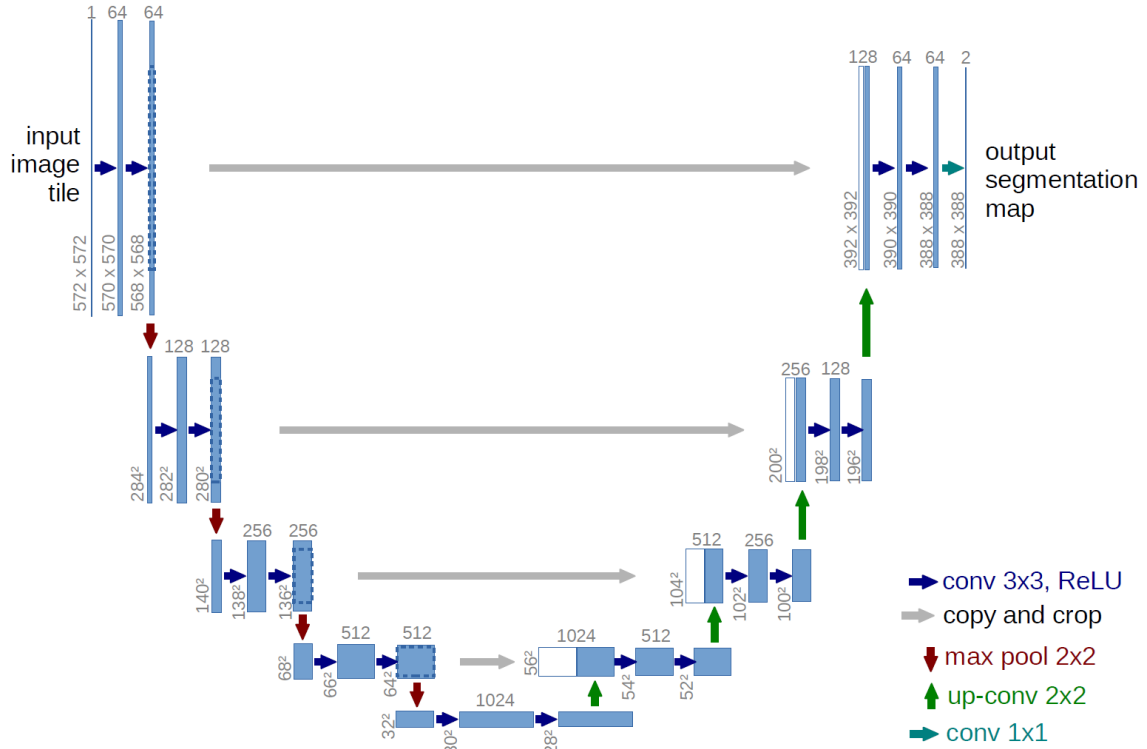 1 64 64
128 64 64 2
input
image
tile
output
segmentation
map
572 x 572
570 x 570
568 x 568
392 x 392
390 x 390
388 x 388
388 x 388
128 128
256 128
284²
282²
280²
200²
198²
196²
256 256
512 256
140²
138²
136²
104²
102²
100²
conv 3x3, ReLU
copy and crop
max pool 2x2
up-conv 2x2
conv 1x1
512 512
1024 512
68²
66²
64²
56²
54²
52²
1024
32²
30²
28²